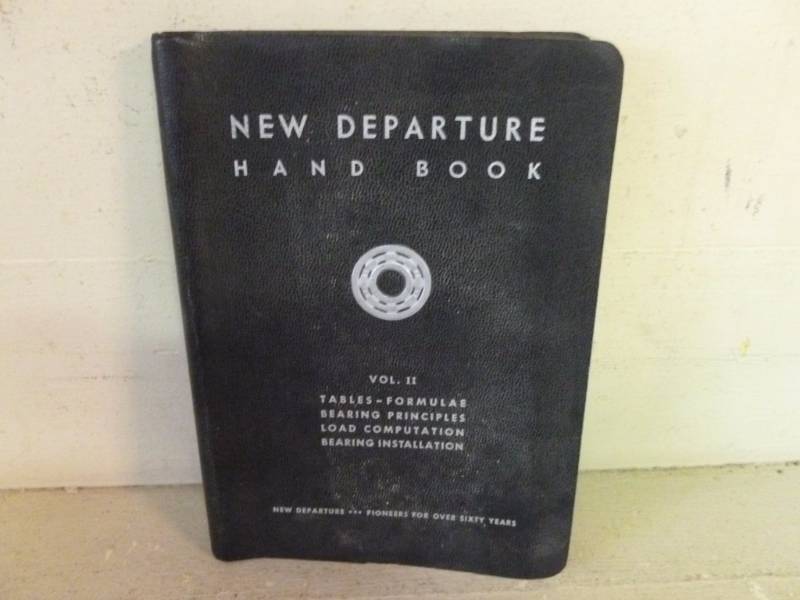 NEW DEPARTURE
HAND BOOK
VOL. II
TABLES-FORMULAE
BEARING PRINCIPLES
LOAD COMPUTATION
BEARING INSTALLATION
NEW DEPARTURE ••• PIONEERS FOR OVER SIXTY YEARS